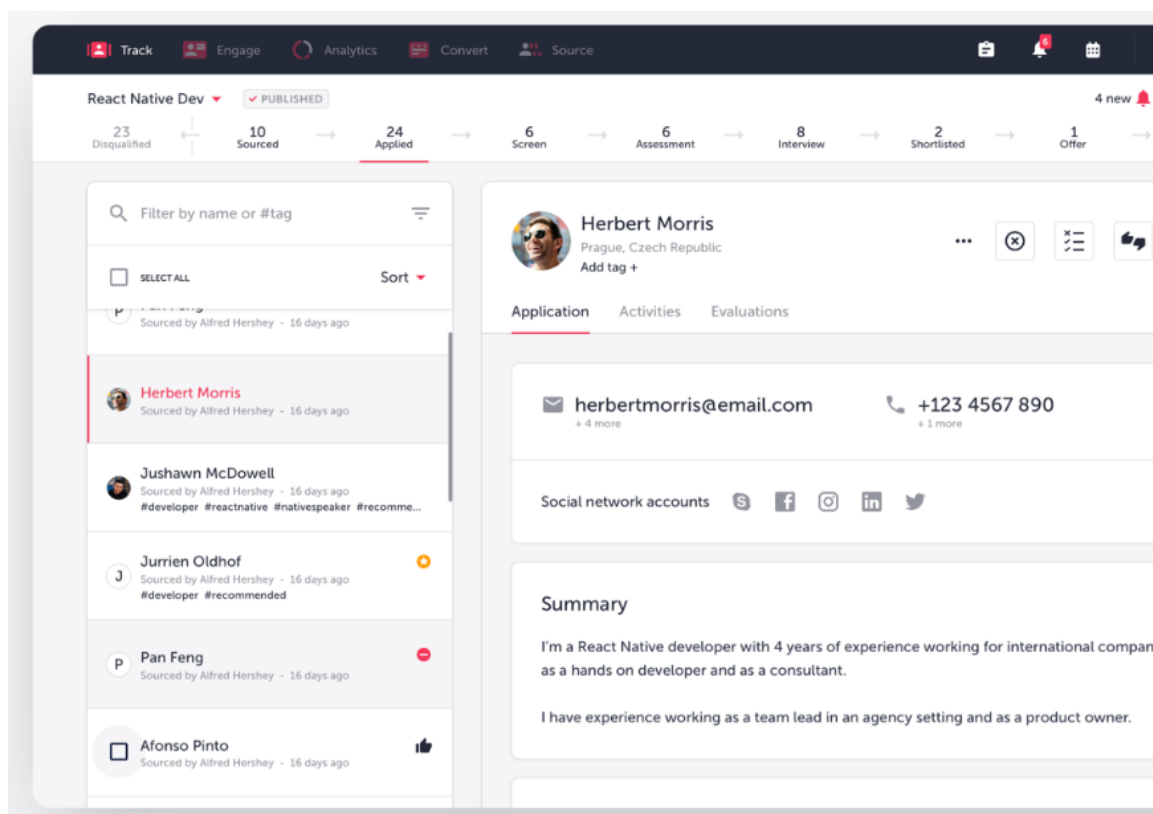 Track Engage Analytics Convert Source 6
React Native Dev PUBLISHED 4 new
23 10 24 6 6 8 2 1
Disqualified Sourced Applied Screen Assessment Interview Shortlisted Offer
Filter by name or #tag
SELECT ALL Sort
P Pan Feng
Sourced by Alfred Hershey - 16 days ago
Herbert Morris
Sourced by Alfred Hershey - 16 days ago
Jushawn McDowell
Sourced by Alfred Hershey - 16 days ago
#developer #reactnative #nativespeaker #recomme...
J Jurrien Oldhof
Sourced by Alfred Hershey - 16 days ago
#developer #recommended
P Pan Feng
Sourced by Alfred Hershey - 16 days ago
Afonso Pinto
Sourced by Alfred Hershey - 16 days ago
Herbert Morris
Prague, Czech Republic
Add tag +
Application Activities Evaluations
herbertmorris@email.com +123 4567 890
+ 4 more + 1 more
Social network accounts
Summary
I'm a React Native developer with 4 years of experience working for international compan
as a hands on developer and as a consultant.
I have experience working as a team lead in an agency setting and as a product owner.